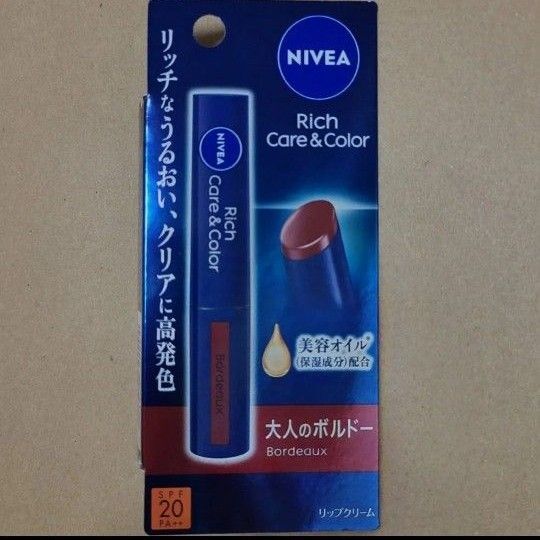 リッチなうるおい、クリアに高発色
NIVEA
Rich
Care & Color
NIVEA
Rich
Care & Color
Bordeaux
美容オイル*
(保湿成分)配合
大人のボルドー
Bordeaux
SPF
20
PA++
リップクリーム